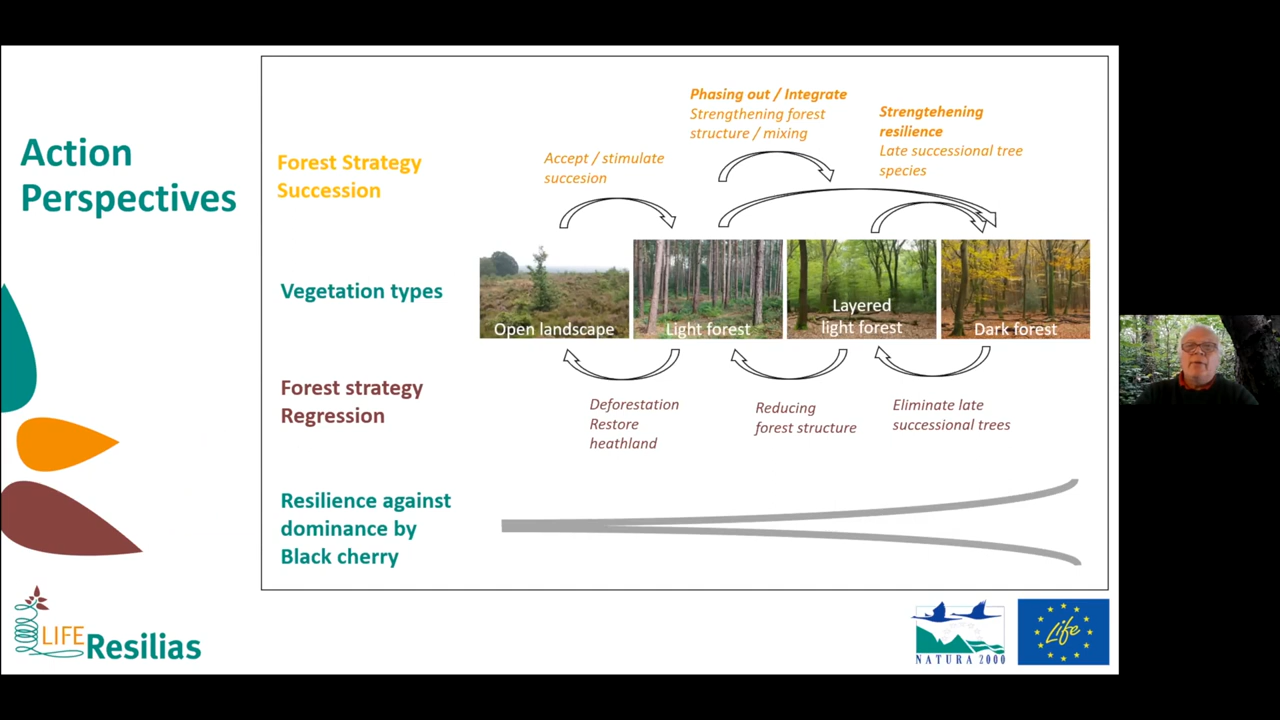 Action
Perspectives
Forest Strategy
Succession
Accept / stimulate
succesion
Phasing out / Integrate
Strengthening forest
structure / mixing
Strengtehening
resilience
Late successional tree
species
Vegetation types
Open landscape
Light forest
Layered
light forest
Dark forest
Forest strategy
Regression
Deforestation
Restore
heathland
Reducing
forest structure
Eliminate late
successional trees
Resilience against
dominance by
Black cherry
LIFE Resilias
NATURA 2000
Life